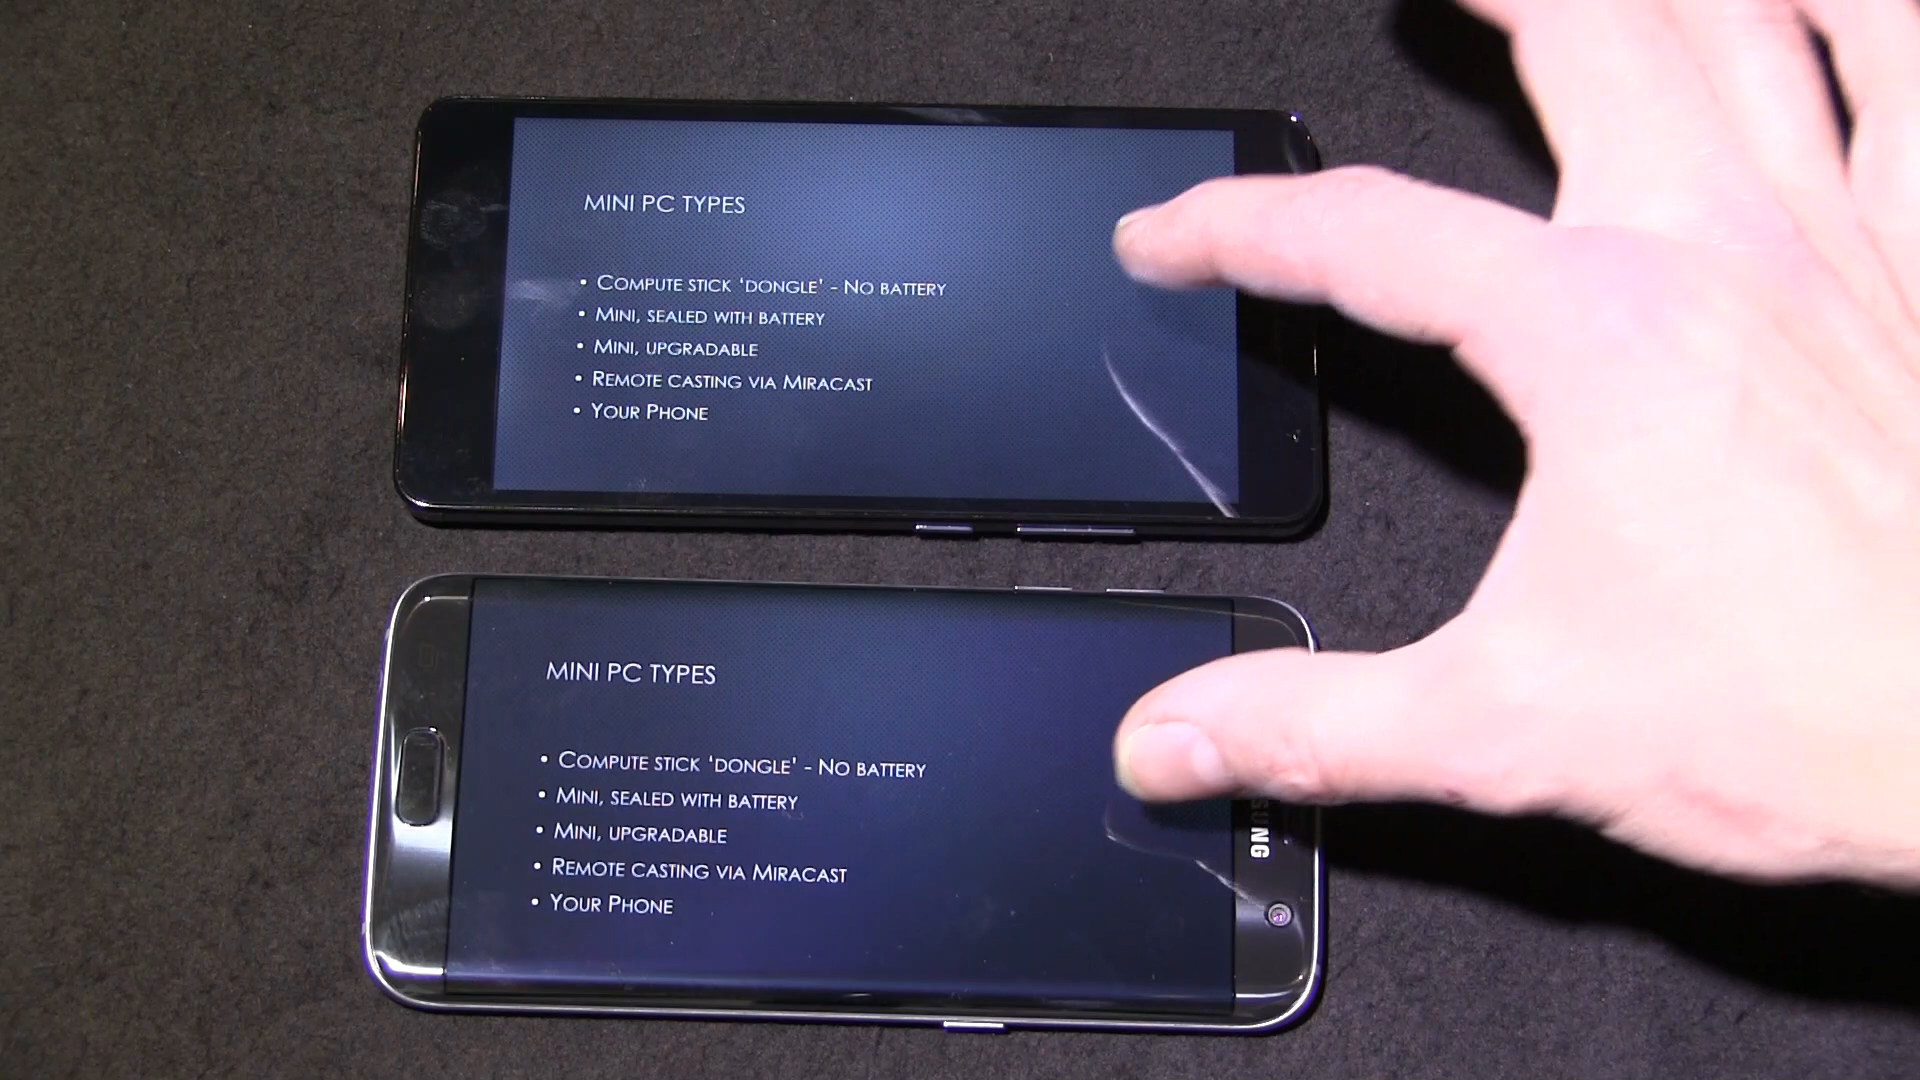 MINI PC TYPES
• COMPUTE STICK ‘DONGLE’ - NO BATTERY
• MINI, SEALED WITH BATTERY
• MINI, UPGRADABLE
• REMOTE CASTING VIA MIRACAST
• YOUR PHONE
MINI PC TYPES
• COMPUTE STICK ‘DONGLE’ - NO BATTERY
• MINI, SEALED WITH BATTERY
• MINI, UPGRADABLE
• REMOTE CASTING VIA MIRACAST
• YOUR PHONE